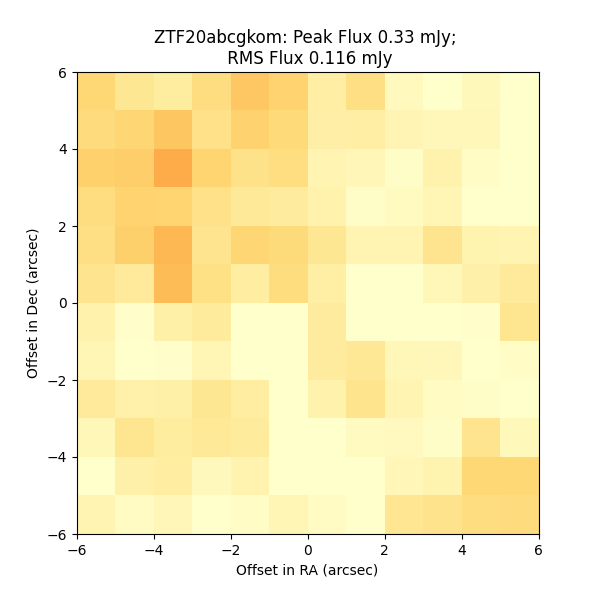 ZTF20abcgkom: Peak Flux 0.33 mJy;
RMS Flux 0.116 mJy
6
4
2
0
−2
−4
−6
Offset in Dec (arcsec)
−6 −4 −2 0 2 4 6
Offset in RA (arcsec)